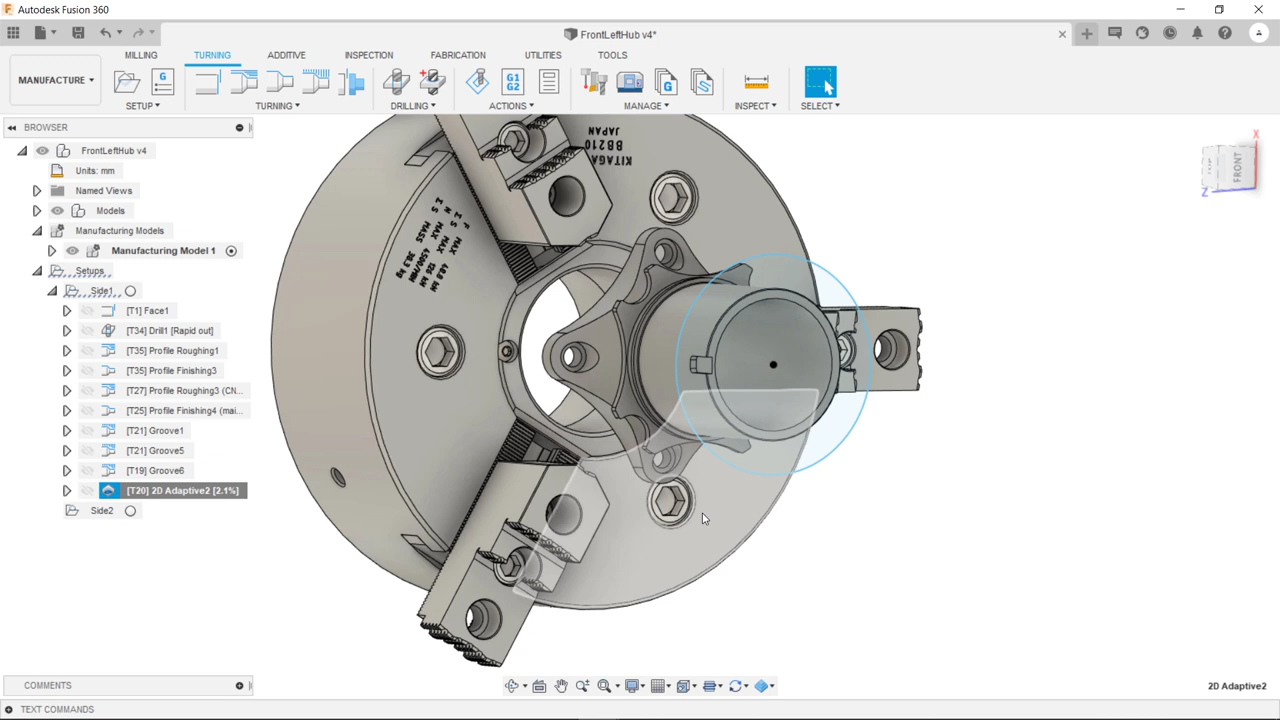 Autodesk Fusion 360
FrontLeftHub v4*
MANUFACTURE
MILLING
TURNING
ADDITIVE
INSPECTION
FABRICATION
UTILITIES
TOOLS
G
G1
G2
G
SETUP
TURNING
DRILLING
ACTIONS
MANAGE
INSPECT
SELECT
BROWSER
FrontLeftHub v4
Units: mm
Named Views
Models
Manufacturing Models
Manufacturing Model 1
Setups
Side1
[T1] Face1
[T34] Drill1 [Rapid out]
[T35] Profile Roughing1
[T35] Profile Finishing3
[T27] Profile Roughing3 (CN...
[T25] Profile Finishing4 (mai...
[T21] Groove1
[T21] Groove5
[T19] Groove6
[T20] 2D Adaptive2 [2.1%]
Side2
JAPAN
BB210
FRONT
X
Z
COMMENTS
2D Adaptive2
TEXT COMMANDS